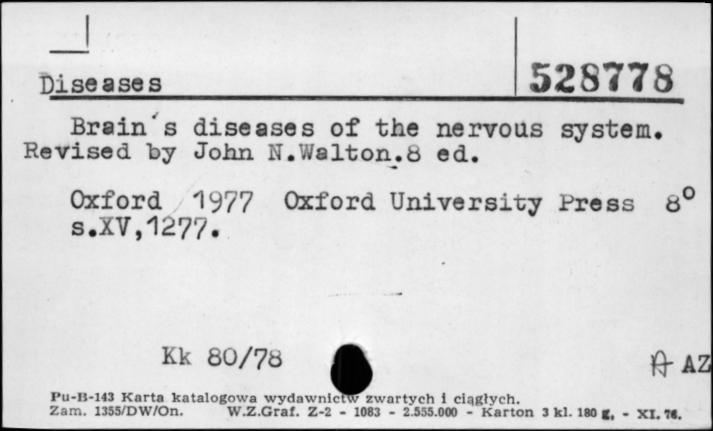 Diseases 528778
Brain's diseases of the nervous system.
Revised by John N.Walton.8 ed.
Oxford 1977 Oxford University Press 8°
s.XV,1277.
Kk 80/78
AZ
Pu-B-143 Karta katalogowa wydawnictw zwartych i ciągłych.
Zam. 1355/DW/On. W.Z.Graf. Z-2 - 1083 - 2.555.000 - Karton 3 kl. 180 g. - XI. 76.